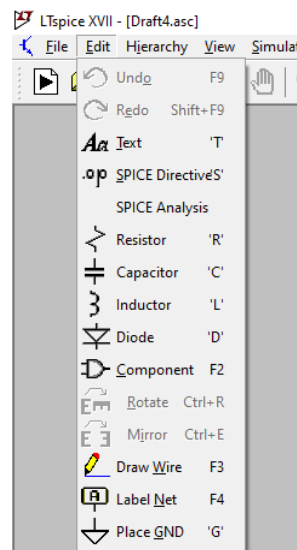 LTspice XVII - [Draft4.asc]
File Edit Hierarchy View Simulat
Undo F9
Redo Shift+F9
Aa Text 'T'
.op SPICE Directive'S'
SPICE Analysis
Resistor 'R'
Capacitor 'C'
Inductor 'L'
Diode 'D'
Component F2
Rotate Ctrl+R
Mirror Ctrl+E
Draw Wire F3
A Label Net F4
Place GND 'G'